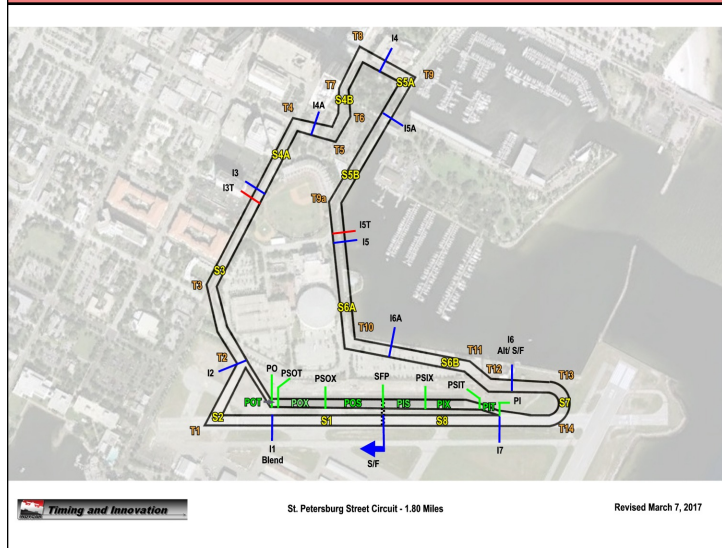 T8
I4
T9
S5A
T7
S4B
I4A
T4
T6
I5A
T5
S4A
I3
I3T
S5B
T9a
I5T
I5
S3
T3
S6A
T10
I6A
T11
I6
Alt/ S/F
T2
S6B
T12
T13
I2
PO
PSOT
PSOX
SFP
PSIX
PSIT
PI
POT
POX
POS
PIS
PIX
PIT
S7
S2
S1
S8
T1
T14
I1
Blend
S/F
I7
Timing and Innovation
St. Petersburg Street Circuit - 1.80 Miles
Revised March 7, 2017